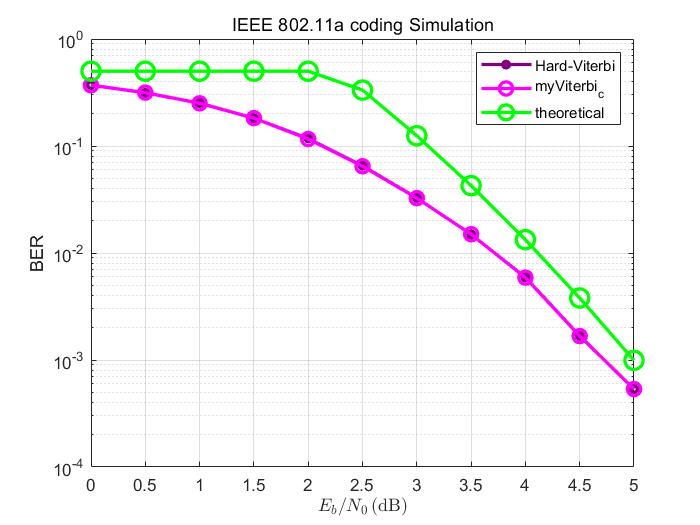 IEEE 802.11a coding Simulation
10^0
10^-1
10^-2
10^-3
10^-4
BER
Hard-Viterbi
myViterbi_c
theoretical
0 0.5 1 1.5 2 2.5 3 3.5 4 4.5 5
E_b/N_0 (dB)